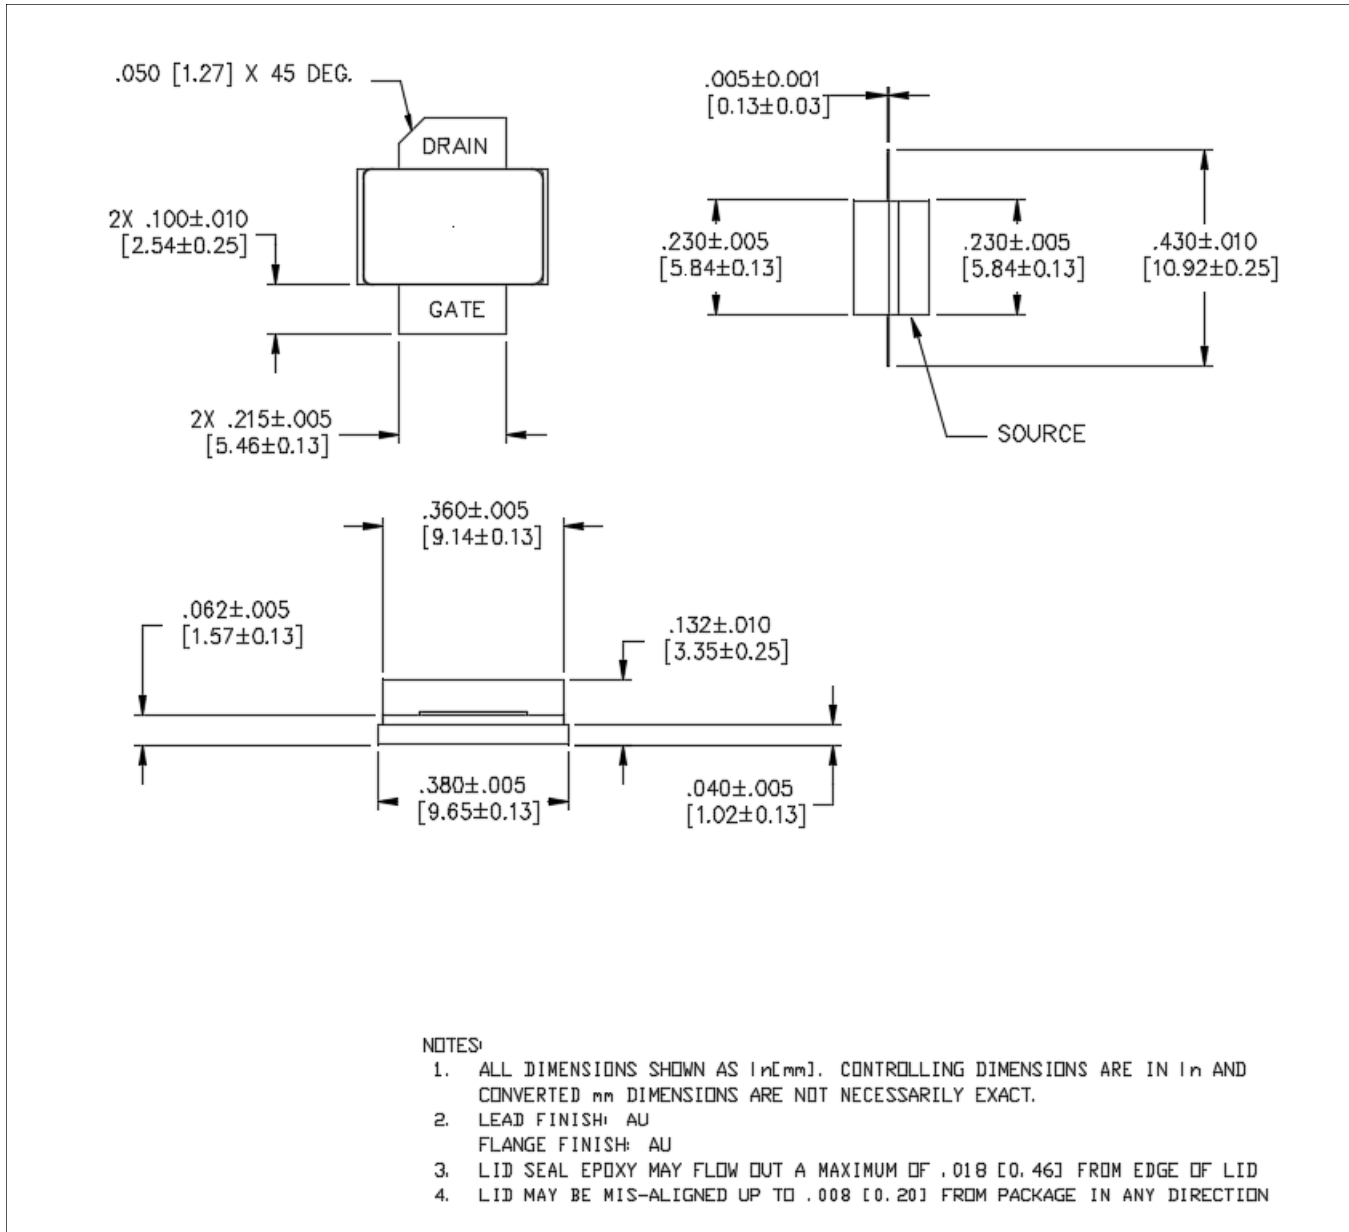 .050 [1.27] X 45 DEG.
DRAIN
2X .100±.010
[2.54±0.25]
GATE
2X .215±.005
[5.46±0.13]
.005±0.001
[0.13±0.03]
.230±.005
[5.84±0.13]
.230±.005
[5.84±0.13]
.430±.010
[10.92±0.25]
SOURCE
.360±.005
[9.14±0.13]
.062±.005
[1.57±0.13]
.132±.010
[3.35±0.25]
.380±.005
[9.65±0.13]
.040±.005
[1.02±0.13]
NOTES:
1. ALL DIMENSIONS SHOWN AS in[mm]. CONTROLLING DIMENSIONS ARE IN in AND
CONVERTED mm DIMENSIONS ARE NOT NECESSARILY EXACT.
2. LEAD FINISH: AU
FLANGE FINISH: AU
3. LID SEAL EPOXY MAY FLOW OUT A MAXIMUM OF .018 [0.46] FROM EDGE OF LID
4. LID MAY BE MIS-ALIGNED UP TO .008 [0.20] FROM PACKAGE IN ANY DIRECTION